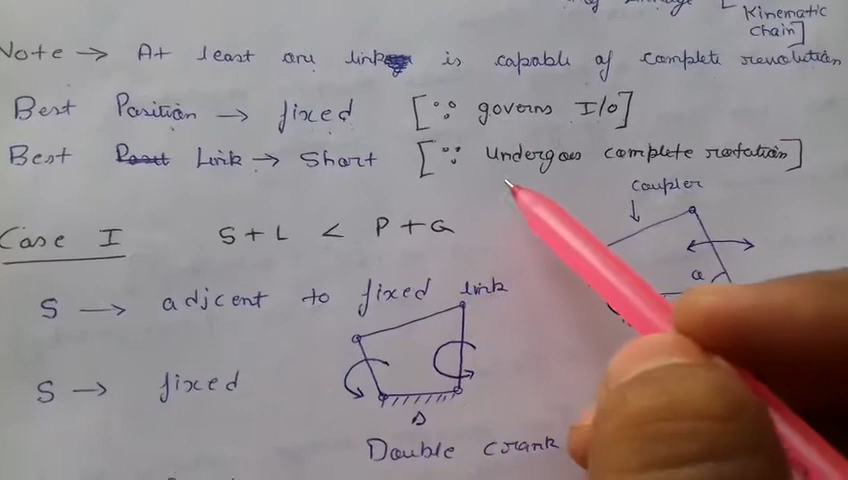 Kinematic
chain]
Note → At least one link is capable of complete revolution
Best Position → fixed [∵ governs I/O]
Best Link → Short [∵ undergoes complete rotation]
coupler
Case I S+L < P+Q
α
S → adjcent to fixed link
S → fixed
s
Double crank